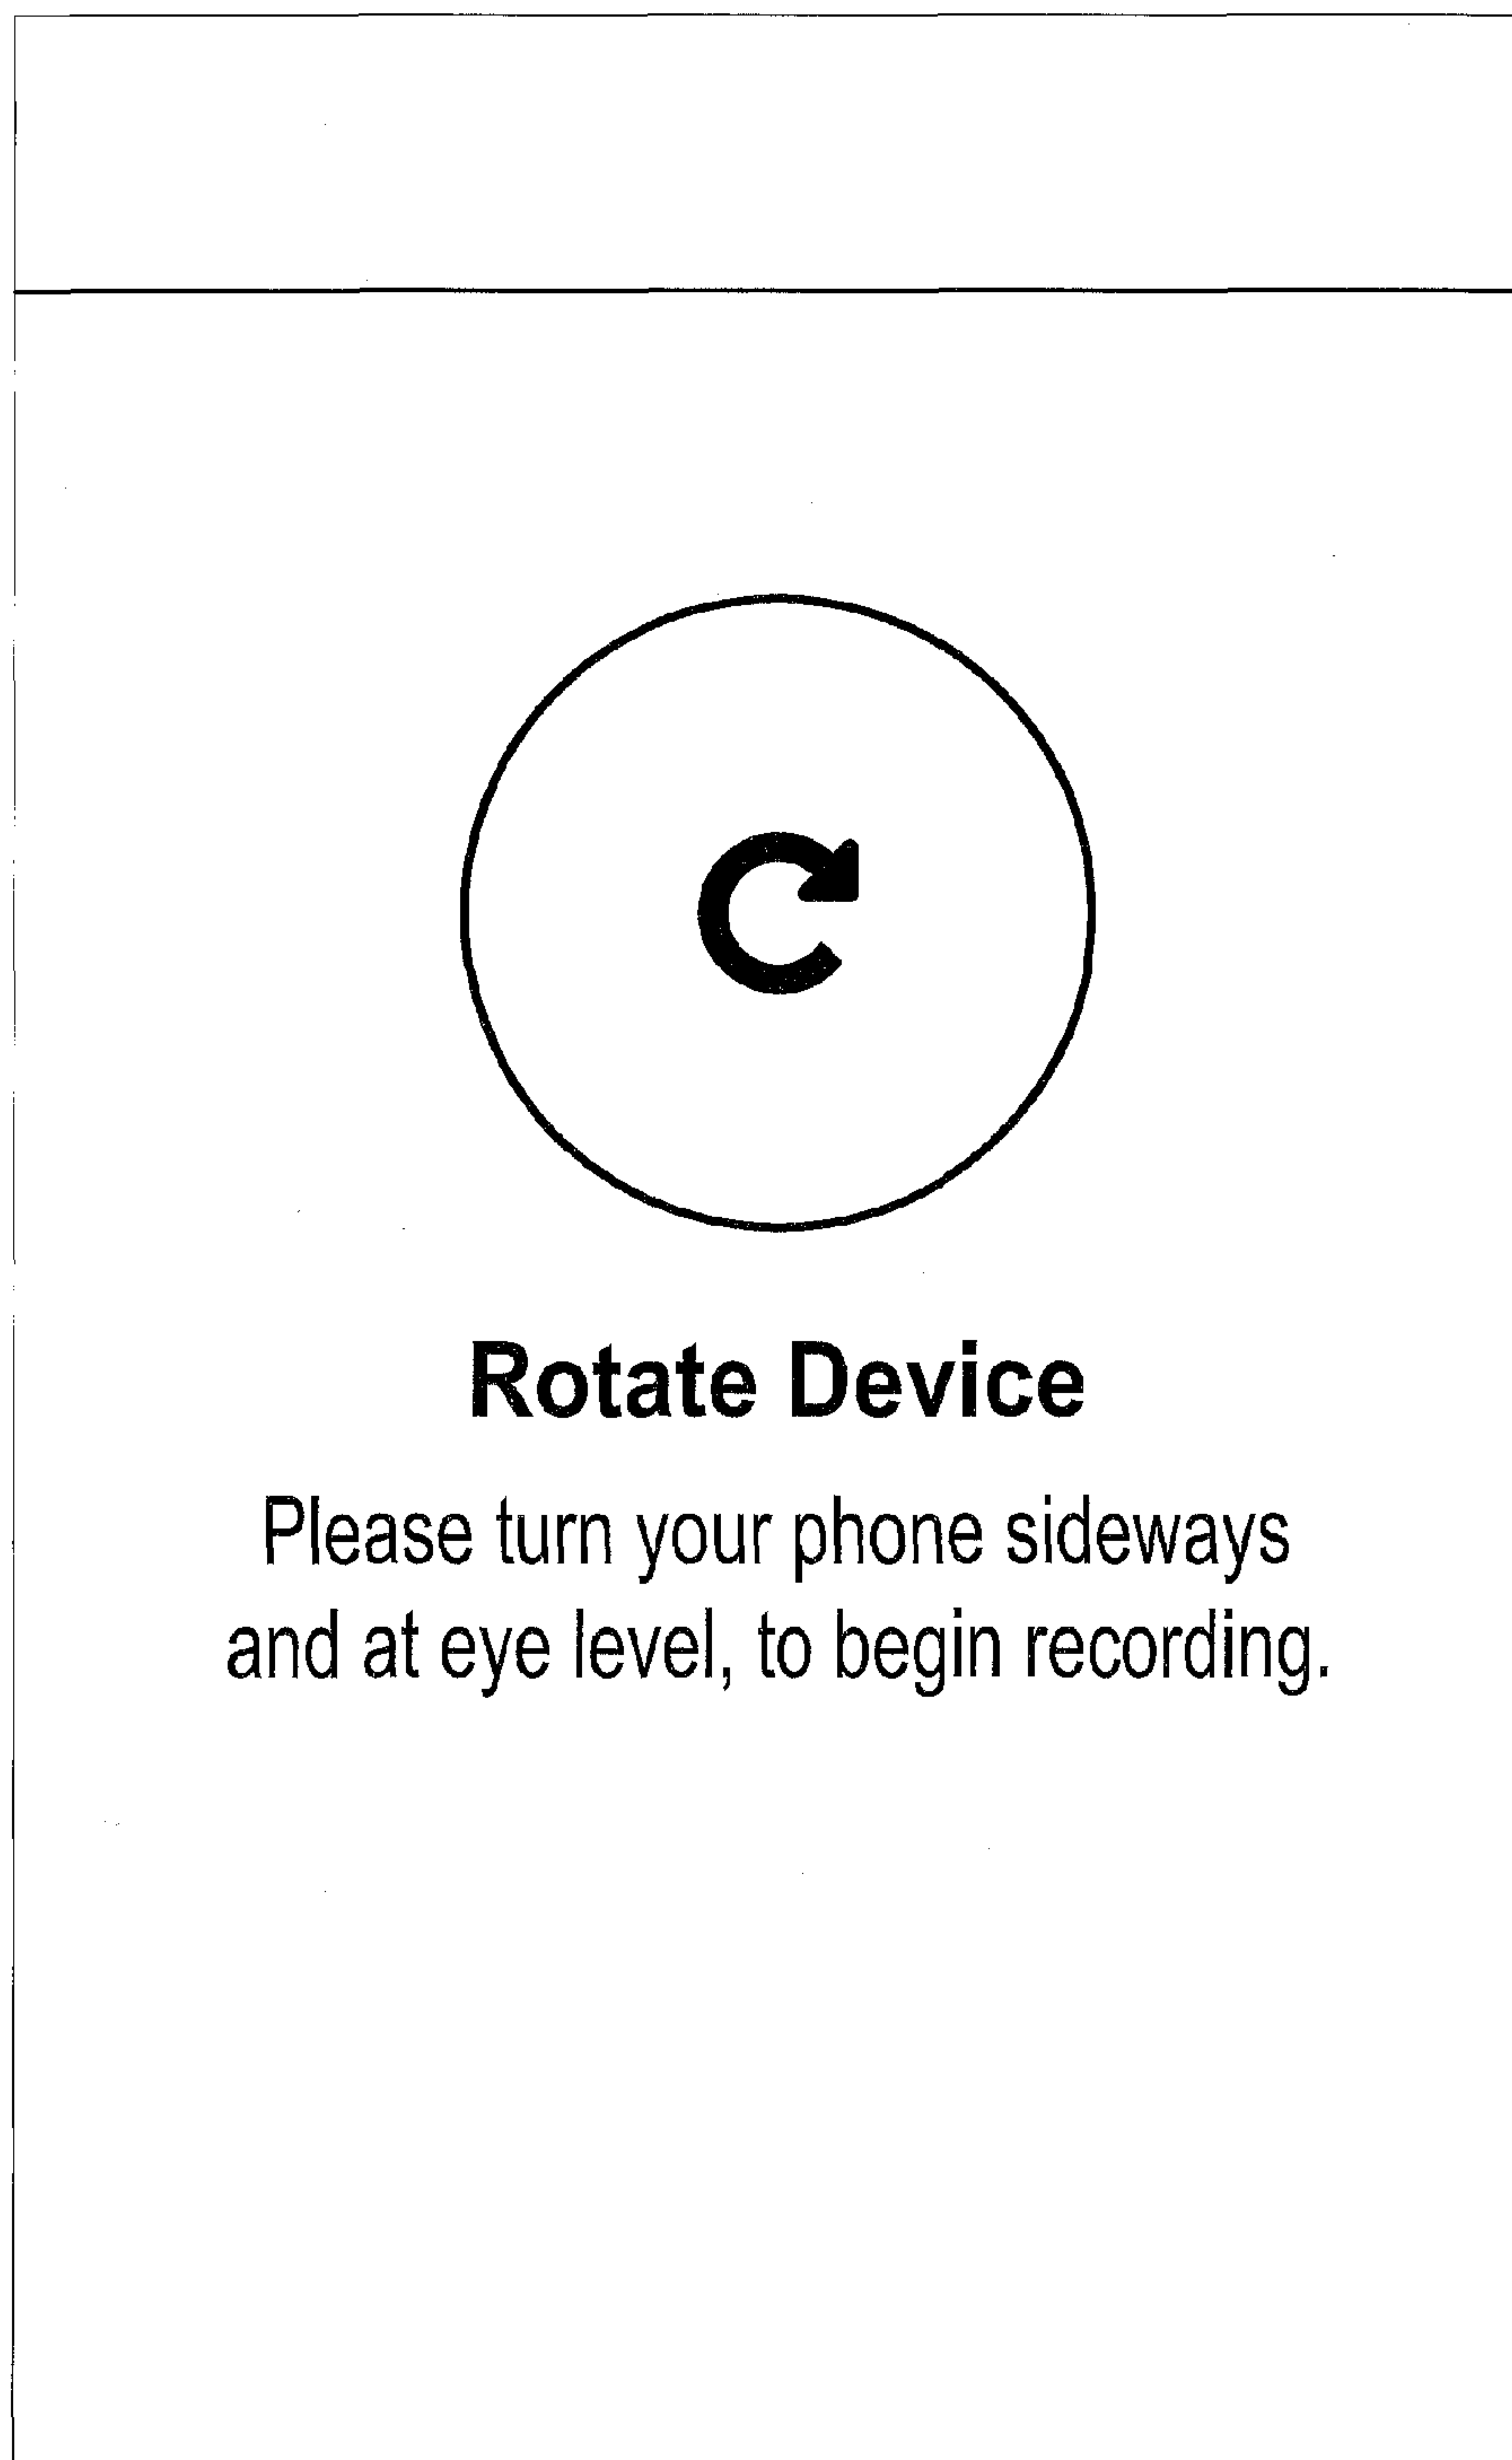 Rotate Device
Please turn your phone sideways
and at eye level, to begin recording.